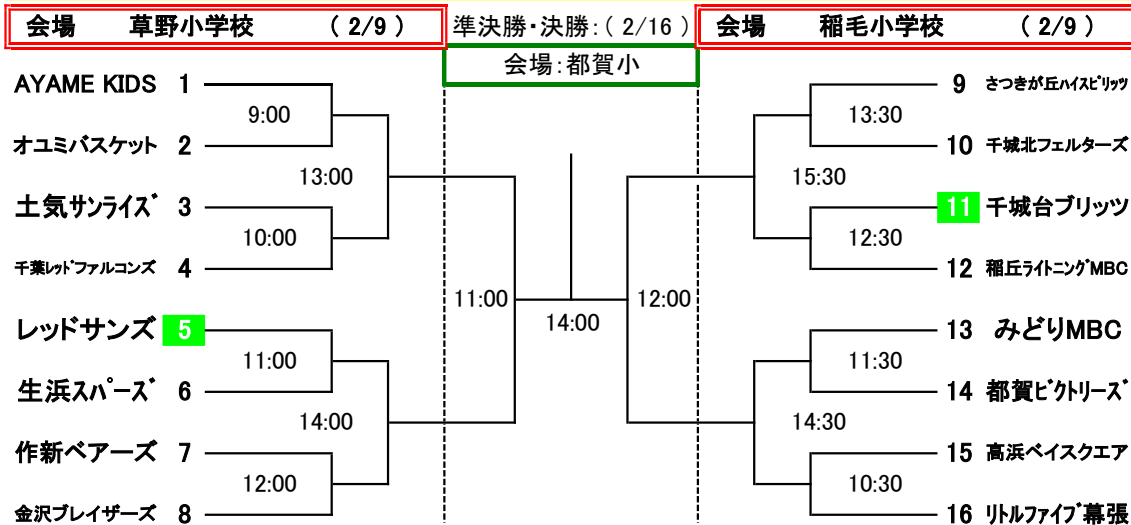 会場 草野小学校 ( 2/9 )
準決勝・決勝:( 2/16 )
会場 稲毛小学校 ( 2/9 )
会場:都賀小
AYAME KIDS 1
9:00
オユミバスケット 2
13:00
土気サンライズ 3
10:00
千葉レッドファルコンズ 4
レッドサンズ 5
11:00
生浜スパーズ 6
14:00
作新ベアーズ 7
12:00
金沢ブレイザーズ 8
11:00
14:00
12:00
9 さつきが丘ハイスピリッツ
13:30
10 千城北フェルターズ
15:30
11 千城台ブリッツ
12:30
12 稲丘ライトニングMBC
13 みどりMBC
11:30
14 都賀ビクトリーズ
14:30
15 高浜ベイスクエア
10:30
16 リトルファイブ幕張